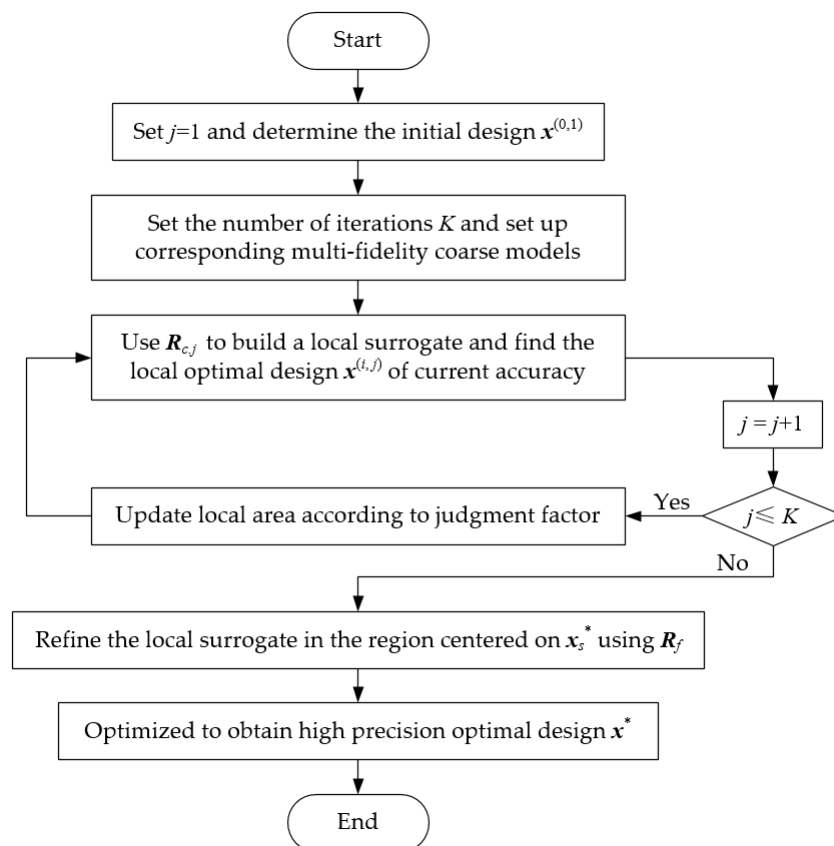 Start
Set j=1 and determine the initial design x^(0,1)
Set the number of iterations K and set up
corresponding multi-fidelity coarse models
Use R_c,j to build a local surrogate and find the
local optimal design x^(i,j) of current accuracy
j = j+1
Update local area according to judgment factor
Yes
j≤ K
No
Refine the local surrogate in the region centered on x_s^* using R_f
Optimized to obtain high precision optimal design x^*
End